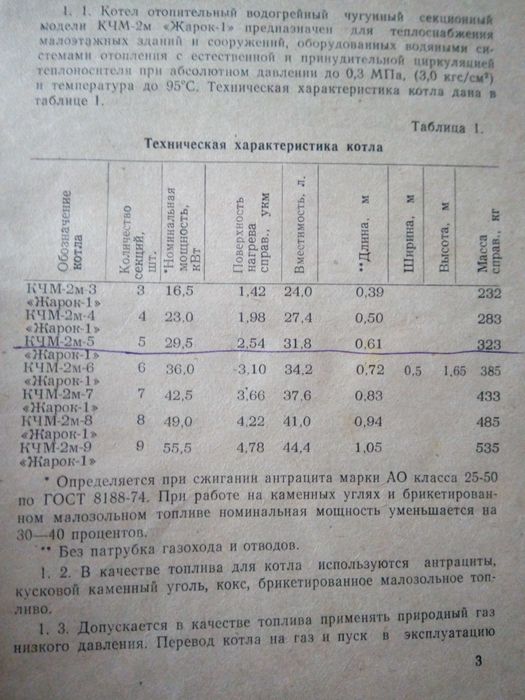 1. 1. Котел отопительный водогрейный чугунный секционный
модели КЧМ-2м «Жарок-1» предназначен для теплоснабжения
малоэтажных зданий и сооружений, оборудованных водяными си-
стемами отопления с естественной и принудительной циркуляцией
теплоносителя при абсолютном давлении до 0,3 МПа, (3,0 кгс/см²)
и температура до 95°С. Техническая характеристика котла дана в
таблице 1.
Таблица 1.
Техническая характеристика котла
Обозначение котла Количество секций, шт. *Номинальная мощность, кВт Поверхность нагрева справ., укм Вместимость, л. **Длина, м Ширина, м Высота, м Масса справ., кг
КЧМ-2м-3 3 16,5 1,42 24,0 0,39 232
«Жарок-1»
КЧМ-2м-4 4 23,0 1,98 27,4 0,50 283
«Жарок-1»
КЧМ-2м-5 5 29,5 2,54 31,8 0,61 323
«Жарок-1»
КЧМ-2м-6 6 36,0 3,10 34,2 0,72 0,5 1,65 385
«Жарок-1»
КЧМ-2м-7 7 42,5 3,66 37,6 0,83 433
«Жарок-1»
КЧМ-2м-8 8 49,0 4,22 41,0 0,94 485
«Жарок-1»
КЧМ-2м-9 9 55,5 4,78 44,4 1,05 535
«Жарок-1»
* Определяется при сжигании антрацита марки АО класса 25-50
по ГОСТ 8188-74. При работе на каменных углях и брикетирован-
ном малозольном топливе номинальная мощность уменьшается на
30—40 процентов.
** Без патрубка газохода и отводов.
1. 2. В качестве топлива для котла используются антрациты,
кусковой каменный уголь, кокс, брикетированное малозольное топ-
ливо.
1. 3. Допускается в качестве топлива применять природный газ
низкого давления. Перевод котла на газ и пуск в эксплуатацию
3